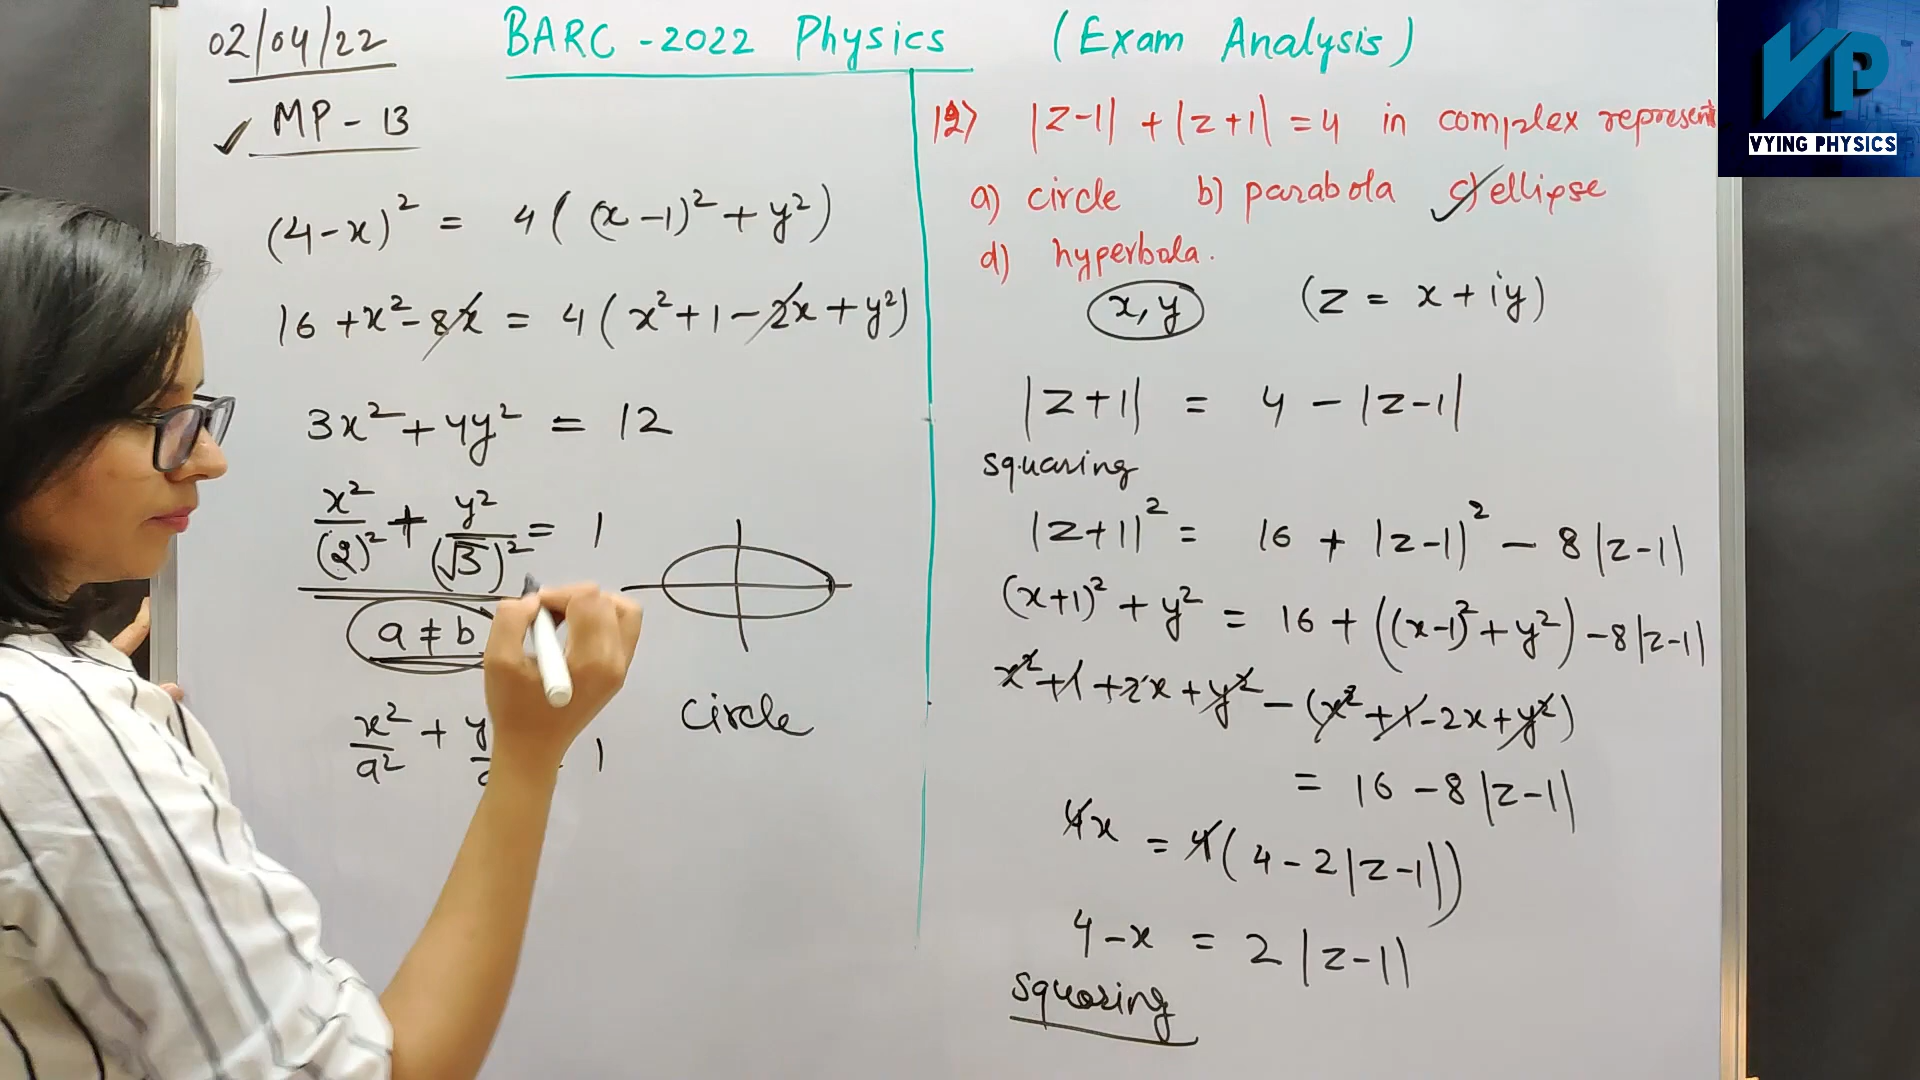 02/04/22
BARC - 2022 Physics (Exam Analysis)
VP
VYING PHYSICS
✓ MP - 13
(4-x)² = 4((x-1)² + y²)
16 + x² - 8x = 4(x² + 1 - 2x + y²)
3x² + 4y² = 12
x²/(2)² + y²/(√3)² = 1
a ≠ b
x²/a² + y 1
circle
12) |z-1| + |z+1| = 4 in complex represent
a) circle b) parabola c) ellipse
d) hyperbola.
x, y (z = x + iy)
|z+1| = 4 - |z-1|
squaring
|z+1|² = 16 + |z-1|² - 8|z-1|
(x+1)² + y² = 16 + ((x-1)² + y²) - 8|z-1|
x² + 1 + 2x + y² - (x² + 1 - 2x + y²)
= 16 - 8|z-1|
4x = 4(4 - 2|z-1|)
4 - x = 2|z-1|
squaring